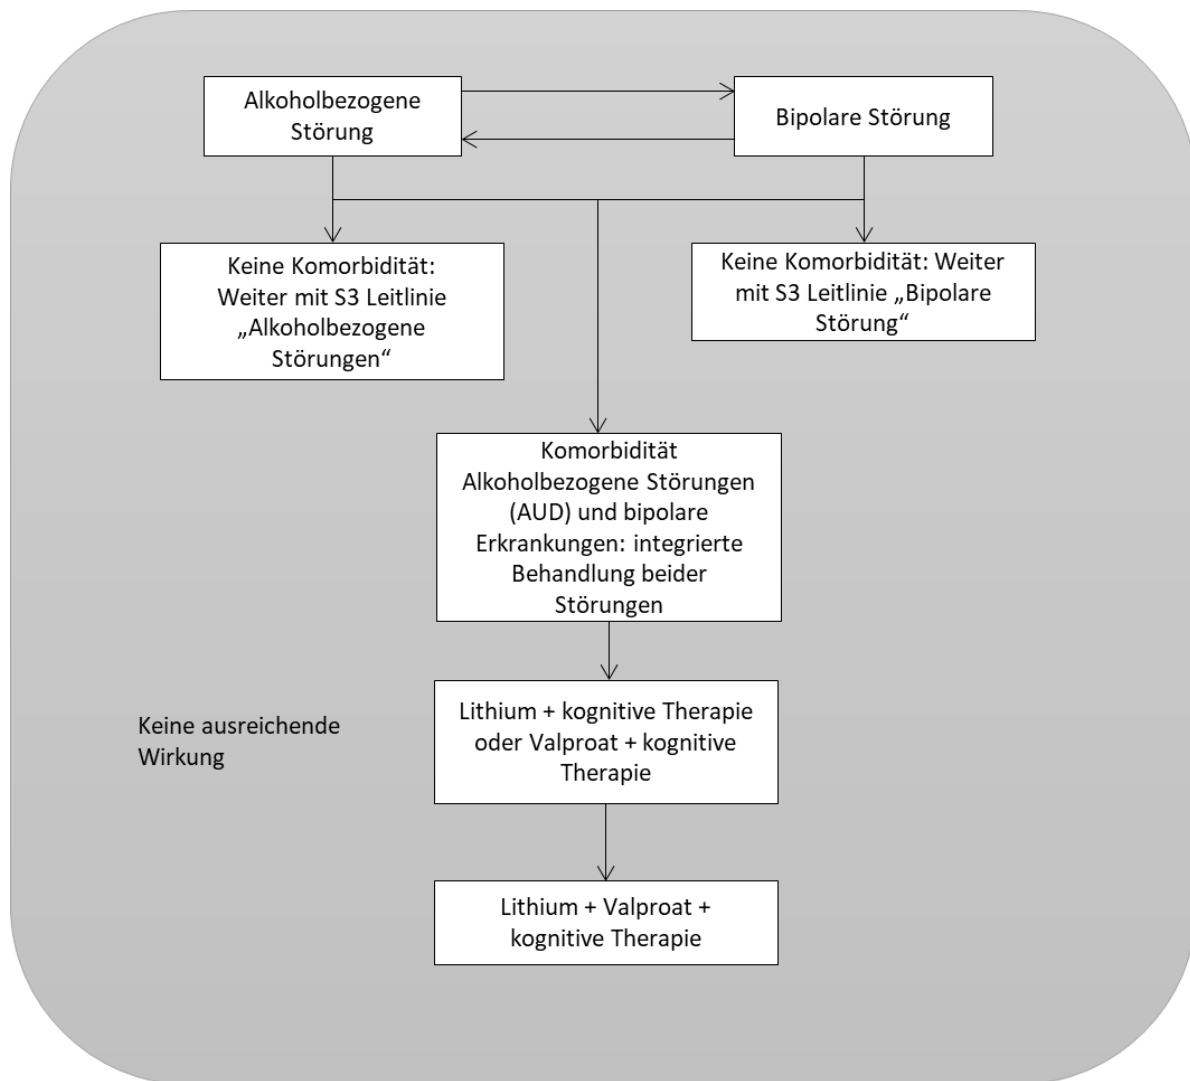 Alkoholbezogene
Störung
Bipolare Störung
Keine Komorbidität:
Weiter mit S3 Leitlinie
„Alkoholbezogene
Störungen“
Keine Komorbidität: Weiter
mit S3 Leitlinie „Bipolare
Störung“
Komorbidität
Alkoholbezogene Störungen
(AUD) und bipolare
Erkrankungen: integrierte
Behandlung beider
Störungen
Keine ausreichende
Wirkung
Lithium + kognitive Therapie
oder Valproat + kognitive
Therapie
Lithium + Valproat +
kognitive Therapie